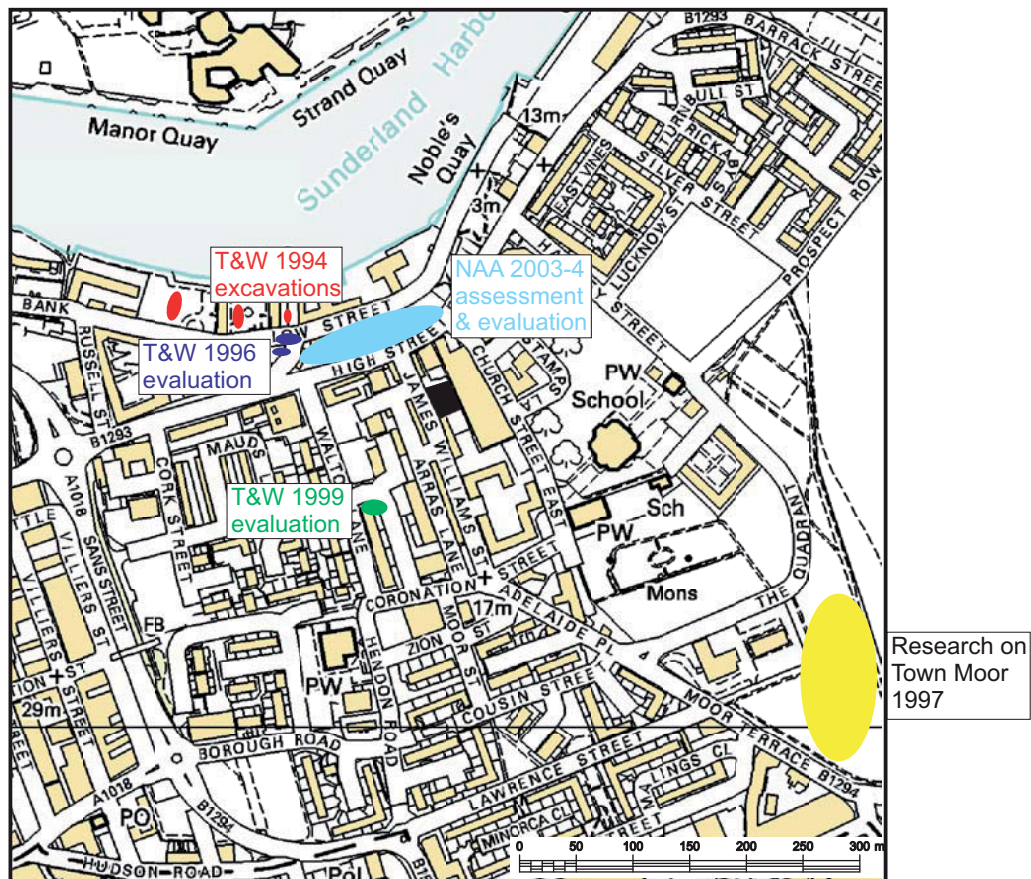 B1293
BARRACK STREET
Harbo
Sunderland
Strand Quay
Manor Quay
Noble's
Quay
13m
3m
TURNBULL ST
RICKAB
SILVER STREET
EAST VINES
LUCKNOW ST
PROSPECT ROW
T&W 1994
excavations
NAA 2003-4
assessment
& evaluation
T&W 1996
evaluation
BANK
LOW STREET
HIGH STREET
RUSSELL ST
B1293
A1018
MAUDS
CORK STREET
WALTON LANE
JAMES WILLIAMS ST
ARRAS LANE
CHURCH STREET EAST
PW
School
Sch
PW
Mons
THE QUADRANT
T&W 1999
evaluation
SANS STREET
VILLIERS ST
VILLIERS STREET
FB
29m
CORONATION STREET
17m
ADELAIDE PL
ZION ST
MOOR ST
COUSIN STREET
HENDON ROAD
PW
BOROUGH ROAD
MOOR TERRACE B1294
LAWRENCE STREET
MINORCA CL
LINGS CL
A1018
B1294
PO
HUDSON ROAD
Pol
Research on
Town Moor
1997
0 50 100 150 200 250 300 m